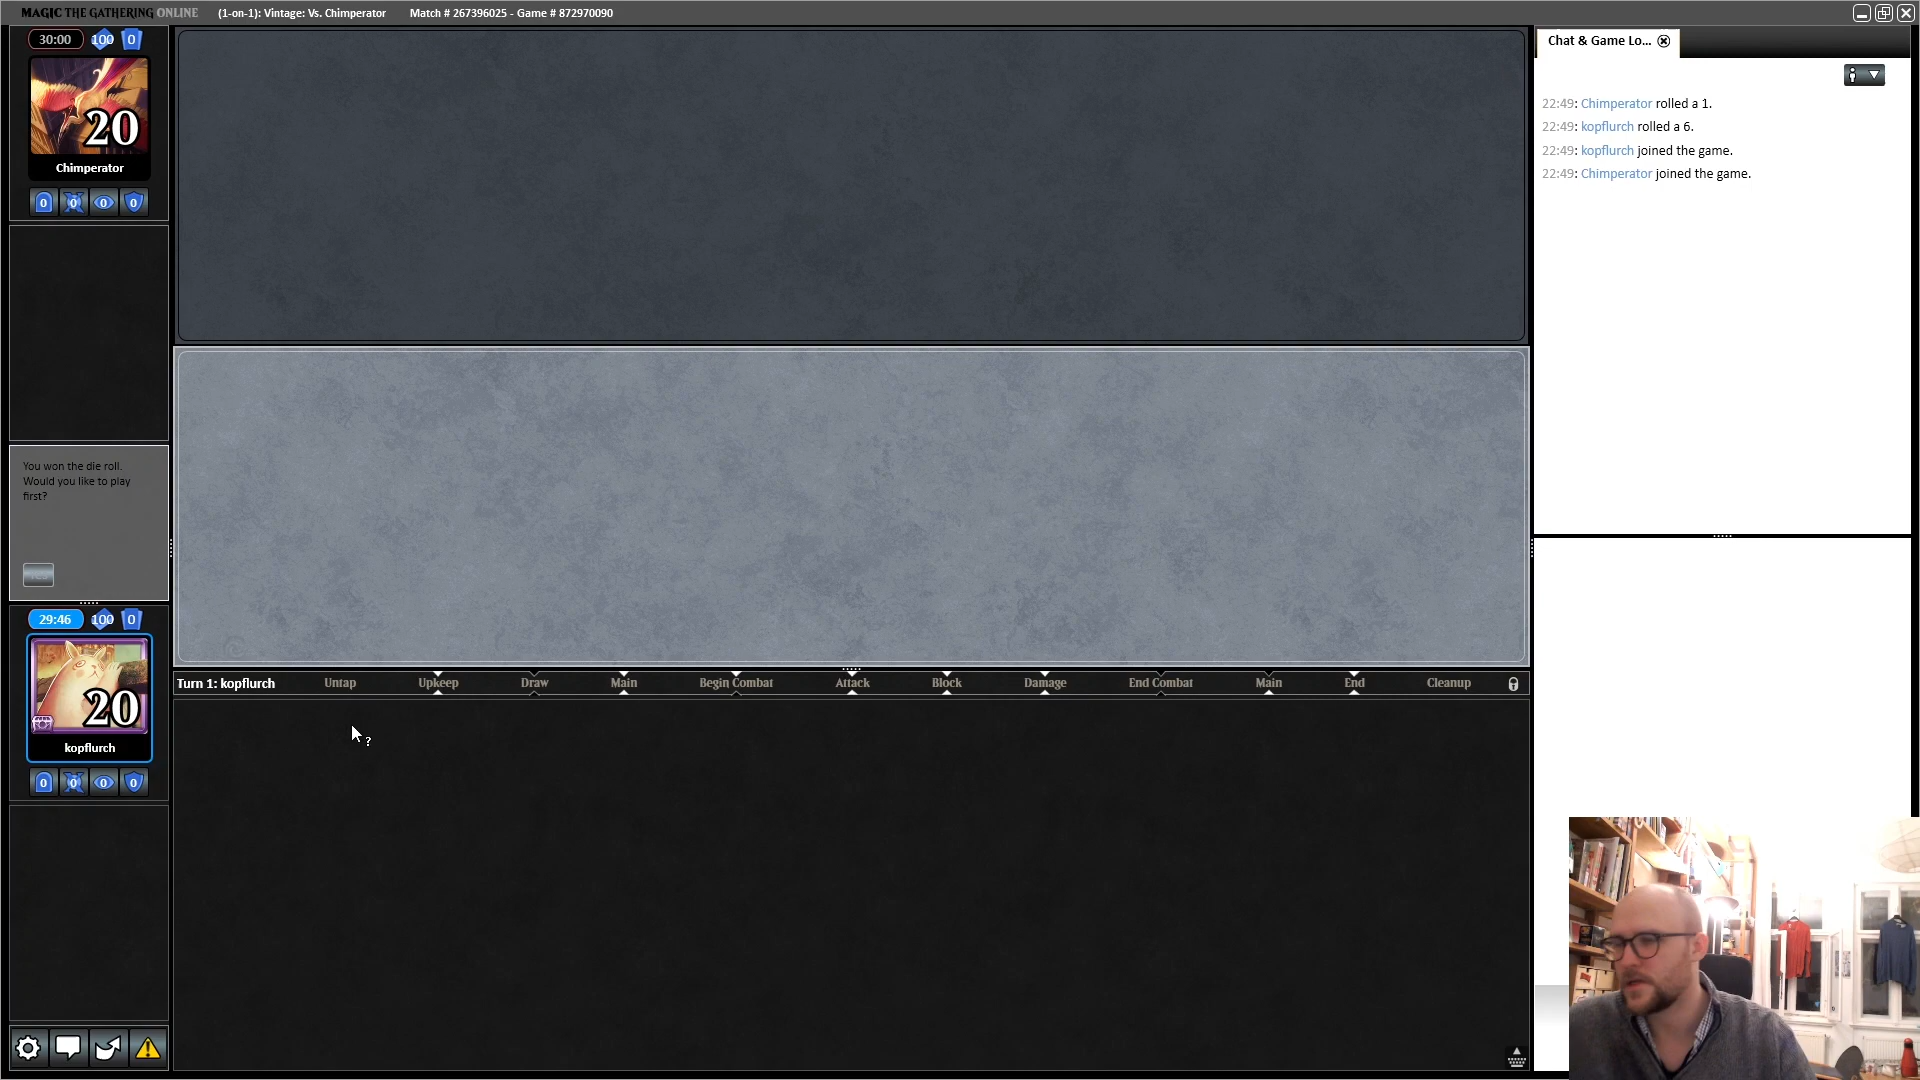 MAGIC THE GATHERING ONLINE (1-on-1): Vintage: Vs. Chimperator Match # 267396025 - Game # 872970090
30:00 100 0
20
Chimperator
0 0 0 0
You won the die roll.
Would you like to play
first?
29:46 100 0
20
kopflurch
0 0 0 0
Turn 1: kopflurch Untap Upkeep Draw Main Begin Combat Attack Block Damage End Combat Main End Cleanup
?
Chat & Game Lo...
22:49: Chimperator rolled a 1.
22:49: kopflurch rolled a 6.
22:49: kopflurch joined the game.
22:49: Chimperator joined the game.